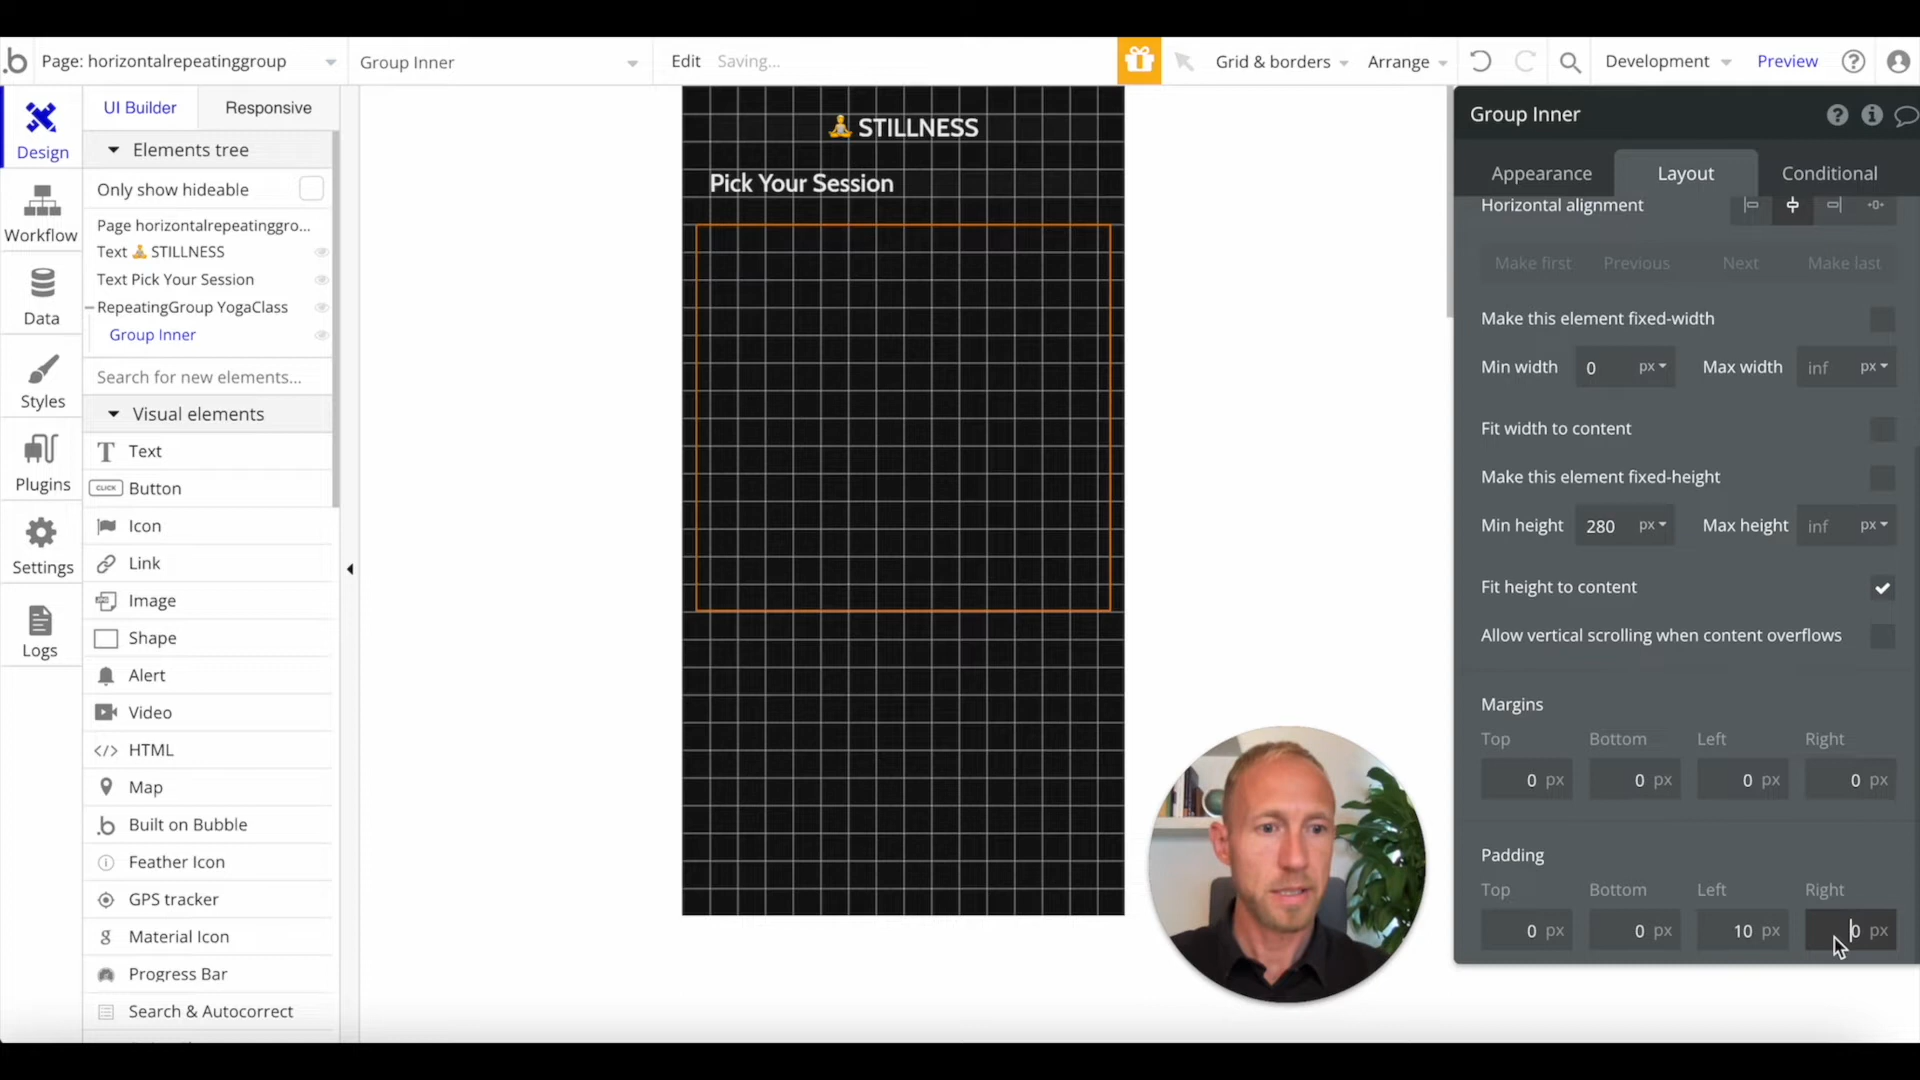 Page: horizontalrepeatinggroup
Group Inner
Edit
Saving...
Grid & borders
Arrange
Development
Preview
UI Builder
Responsive
Design
Workflow
Data
Styles
Plugins
Settings
Logs
Elements tree
Only show hideable
Page horizontalrepeatinggro...
Text 🧘 STILLNESS
Text Pick Your Session
RepeatingGroup YogaClass
Group Inner
Search for new elements...
Visual elements
Text
CLICK Button
Icon
Link
Image
Shape
Alert
Video
</> HTML
Map
Built on Bubble
Feather Icon
GPS tracker
Material Icon
Progress Bar
Search & Autocorrect
🧘 STILLNESS
Pick Your Session
Group Inner
Appearance
Layout
Conditional
Horizontal alignment
Make first
Previous
Next
Make last
Make this element fixed-width
Min width 0 px
Max width inf px
Fit width to content
Make this element fixed-height
Min height 280 px
Max height inf px
Fit height to content
Allow vertical scrolling when content overflows
Margins
Top Bottom Left Right
0 px 0 px 0 px 0 px
Padding
Top Bottom Left Right
0 px 0 px 10 px 0 px